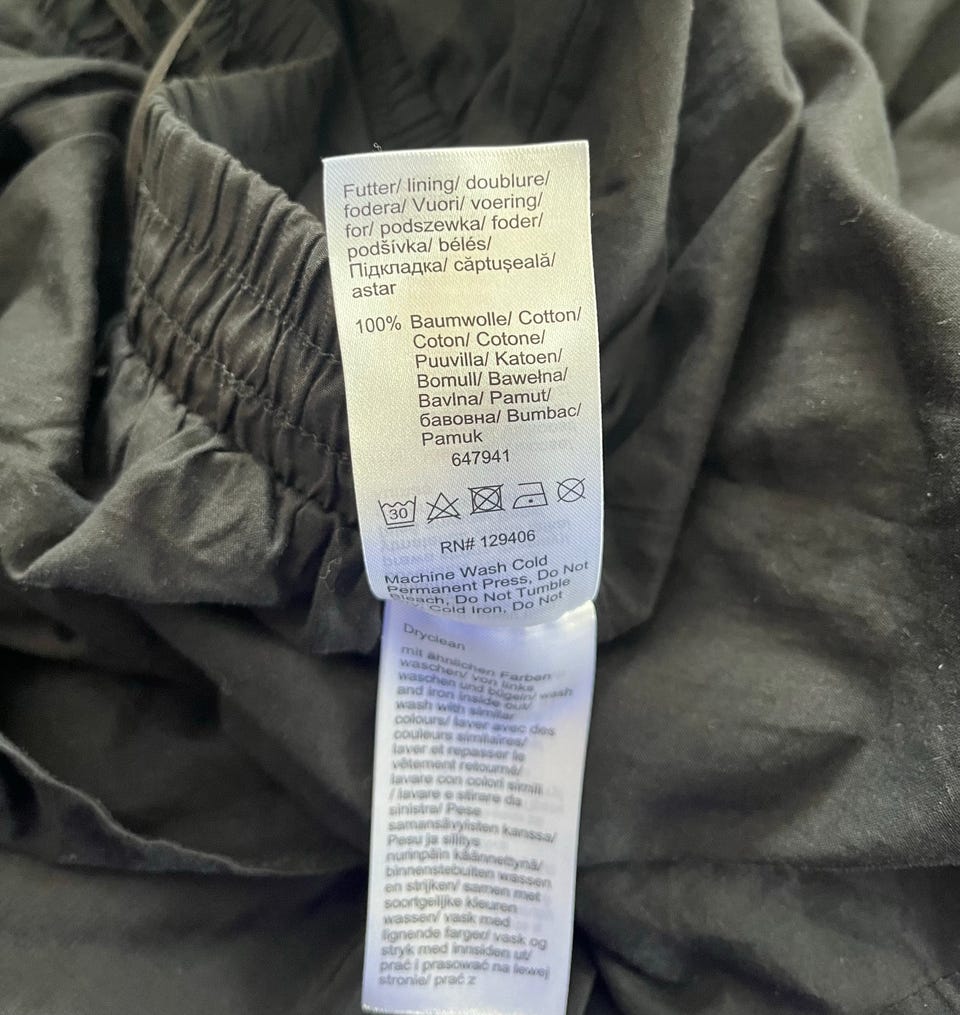 Futter/ lining/ doublure/
fodera/ Vuori/ voering/
for/ podszewka/ foder/
podšívka/ bélés/
Підкладка/ căptuşeală/
astar
100% Baumwolle/ Cotton/
Coton/ Cotone/
Puuvilla/ Katoen/
Bomull/ Bawełna/
Bavlna/ Pamut/
бавовна/ Bumbac/
Pamuk
647941
30
RN# 129406
Machine Wash Cold
Permanent Press, Do Not
Bleach, Do Not Tumble
Cold Iron, Do Not
Dryclean
mit ähnlichen Farben
waschen/ von links
waschen und bügeln/ wash
and iron inside out/
wash with similar
colours/ laver avec des
couleurs similaires/
laver et repasser le
vêtement retourné/
lavare con colori simili
/ lavare e stirare da
sinistra/ Pese
samansävyisten kanssa/
Pesu ja silitys
nurinpäin käännettynä/
binnenstebuiten wassen
en strijken/ samen met
soortgelijke kleuren
wassen/ vask med
lignende farger/ vask og
stryk med innsiden ut/
prać i prasować na lewej
stronie/ prać z